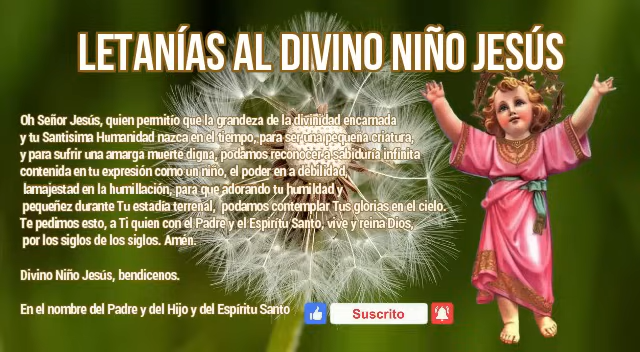 LETANÍAS AL DIVINO NIÑO JESÚS
Oh Señor Jesús, quien permitió que la grandeza de la divinidad encarnada
y tu Santisima Humanidad nazca en el tiempo, para ser una pequeña criatura,
y para sufrir una amarga muerte digna, podamos reconocer a sabiduría infinita
contenida en tu expresión como un niño, el poder en a debilidad,
lamajestad en la humillación, para que adorando tu humildad y
pequeñez durante Tu estadía terrenal, podamos contemplar Tus glorias en el cielo.
Te pedimos esto, a Ti quien con el Padre y el Espíritu Santo, vive y reina Dios,
por los siglos de los siglos. Amén.
Divino Niño Jesús, bendicenos.
En el nombre del Padre y del Hijo y del Espíritu Santo
Suscrito